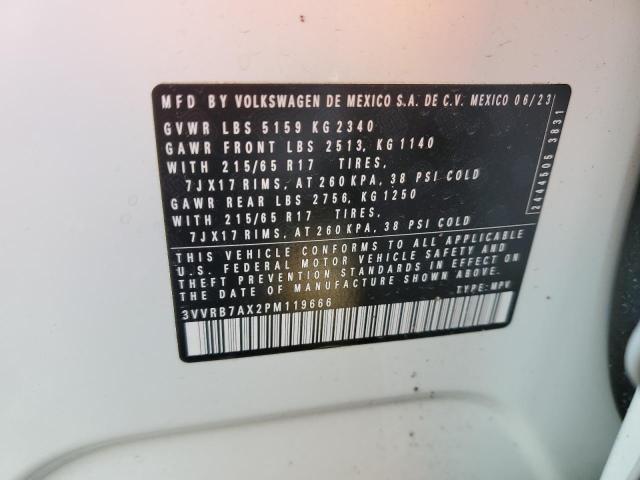 MFD BY VOLKSWAGEN DE MEXICO S.A. DE C.V. MEXICO 06/23
GVWR LBS 5159 KG 2340
GAWR FRONT LBS 2513, KG 1140
WITH 215/65 R17 TIRES,
7JX17 RIMS, AT 260 KPA, 38 PSI COLD
GAWR REAR LBS 2756, KG 1250
WITH 215/65 R17 TIRES,
7JX17 RIMS, AT 260 KPA, 38 PSI COLD
THIS VEHICLE CONFORMS TO ALL APPLICABLE
U.S. FEDERAL MOTOR VEHICLE SAFETY AND
THEFT PREVENTION STANDARDS IN EFFECT ON
THE DATE OF MANUFACTURE SHOWN ABOVE.
3VVRB7AX2PM119666 TYPE: MPV
2444505 3831